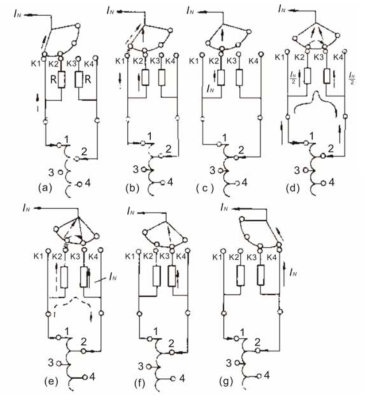 I_N I_N I_N I_N
K1 K2 K3 K4 K1 K2 K3 K4 K1 K2 K3 K4 K1 K2 K3 K4
R R I_N I_N/2 I_N/2
I
1 1 1 1
2 2 2 2
3 3 3 3
4 4 4 4
(a) (b) (c) (d)
I_N I_N I_N
K1 K2 K3 K4 K1 K2 K3 K4 K1 K2 K3 K4
I_N I_N
1 1 1
2 2 2
3 3 3
4 4 4
(e) (f) (g)